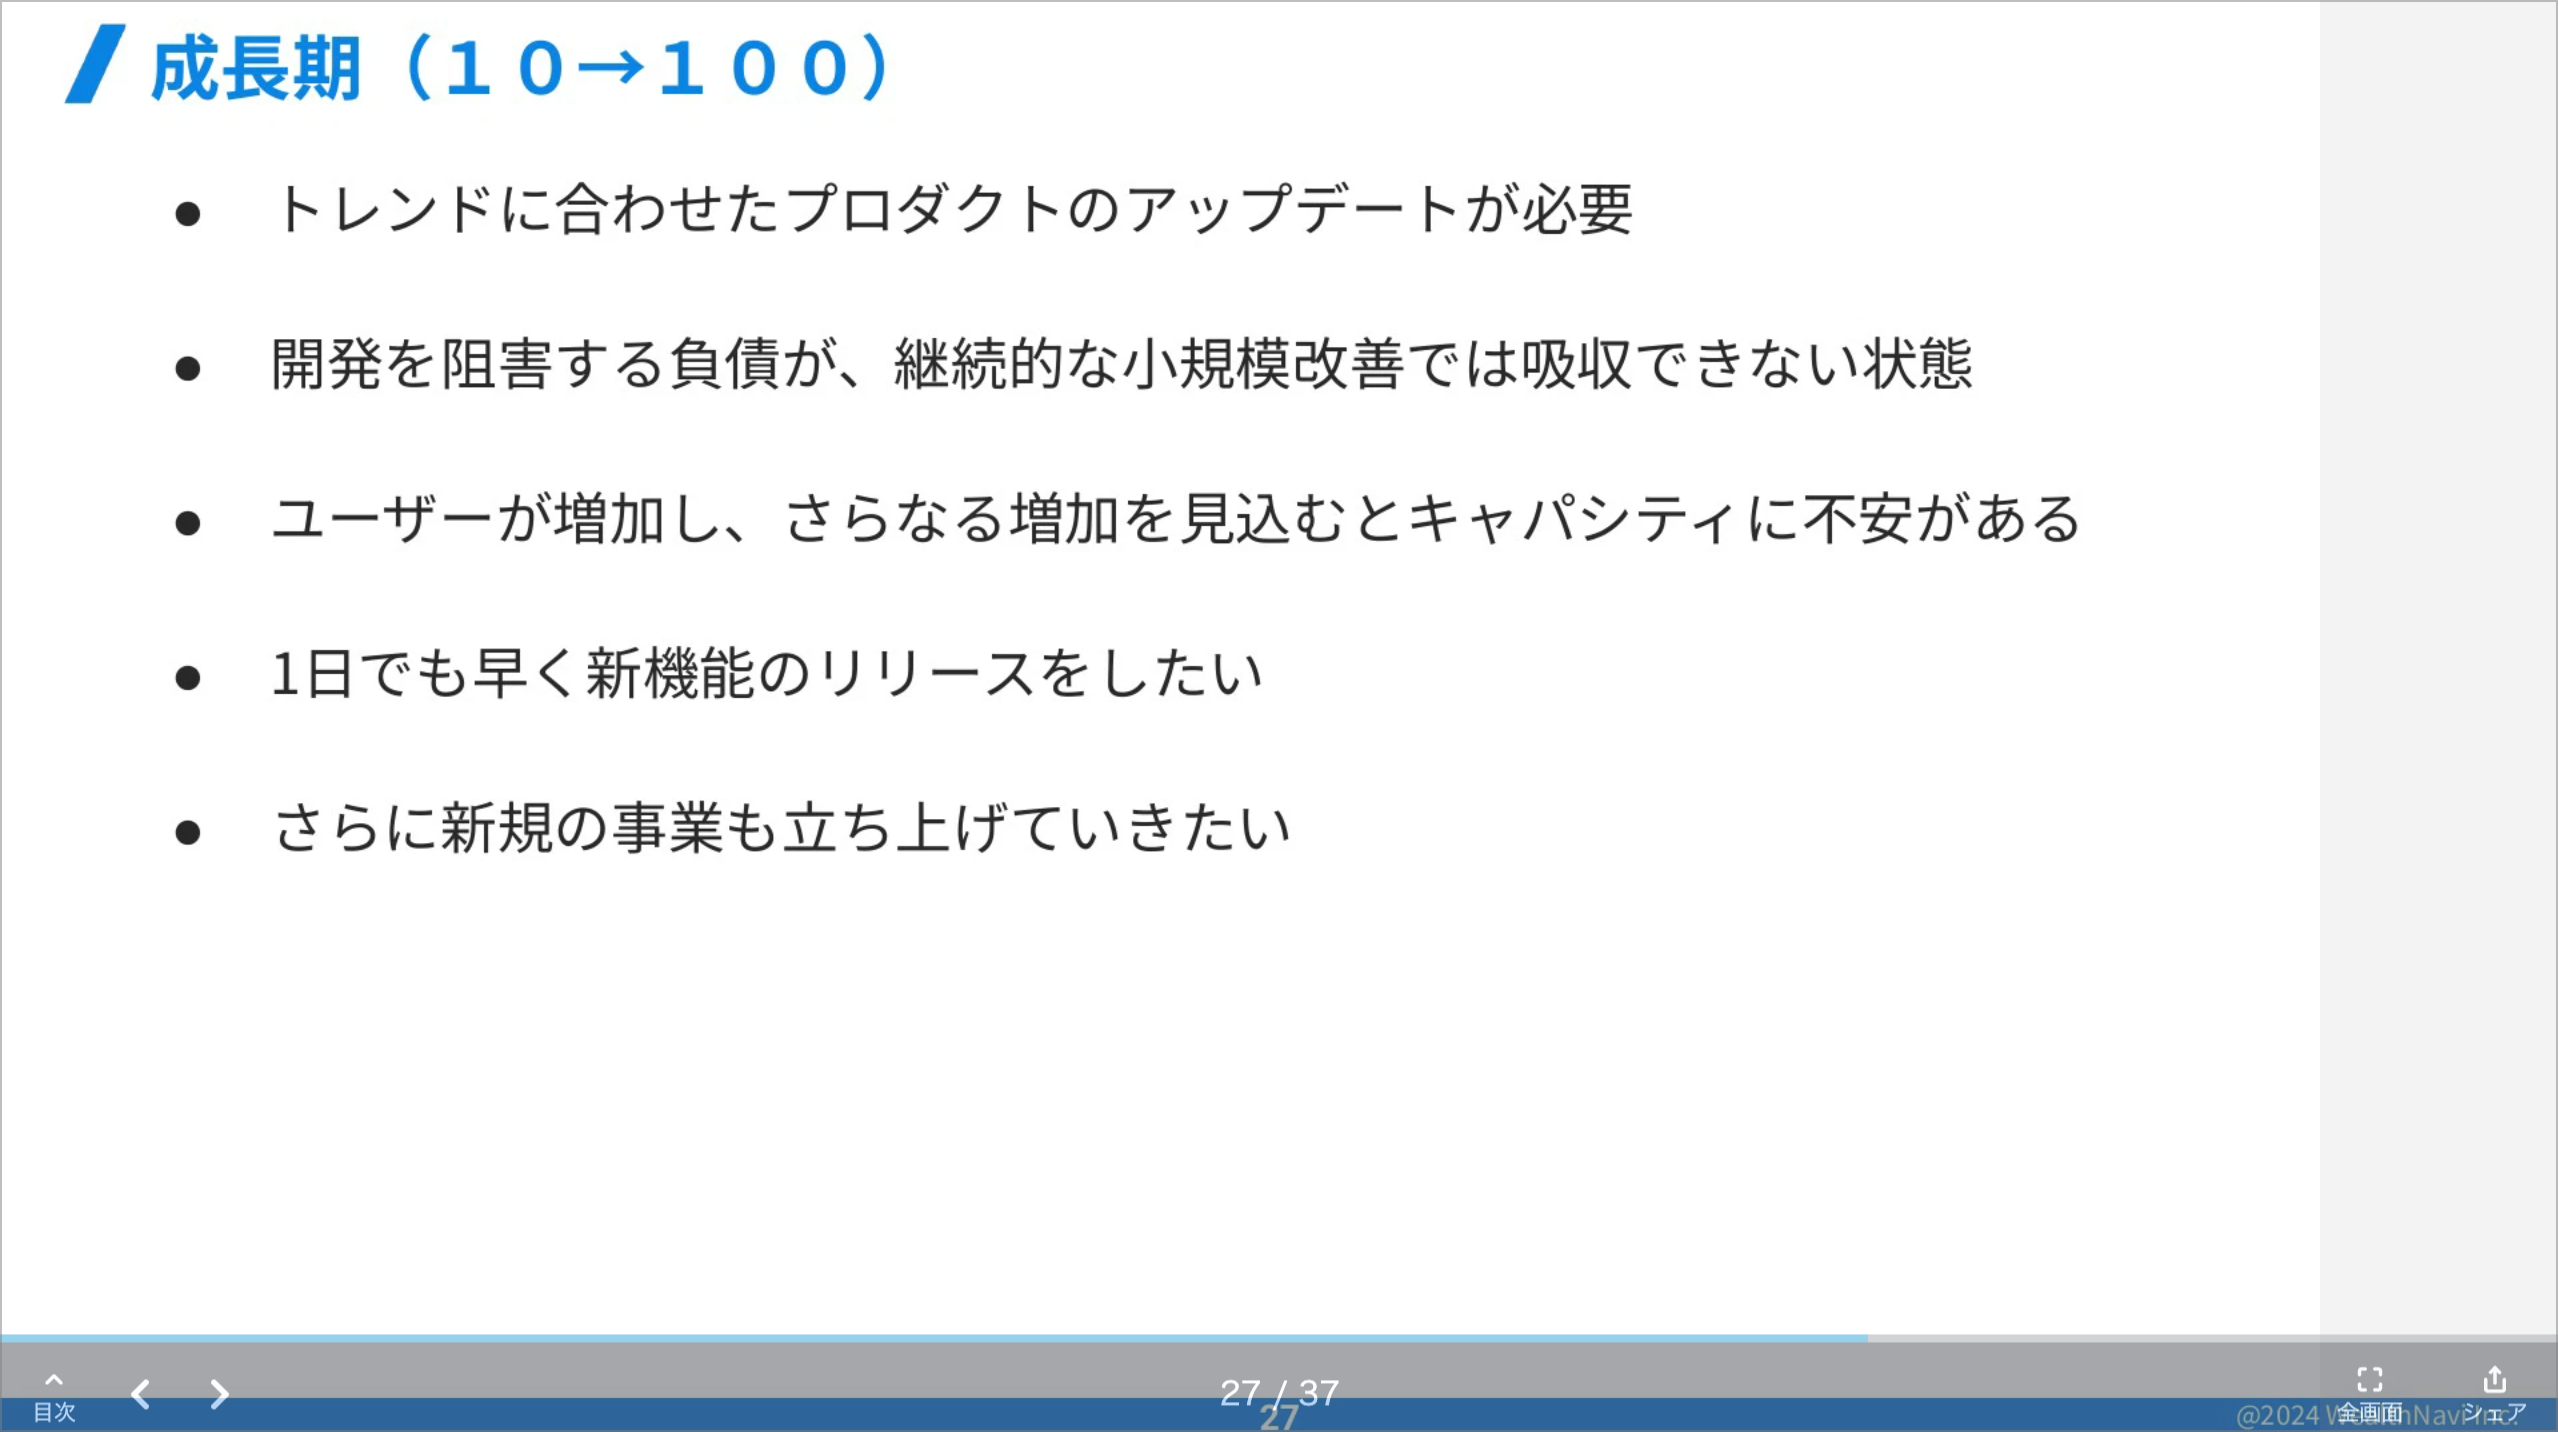 成長期（１０→１００）
● トレンドに合わせたプロダクトのアップデートが必要
● 開発を阻害する負債が、継続的な小規模改善では吸収できない状態
● ユーザーが増加し、さらなる増加を見込むとキャパシティに不安がある
● 1日でも早く新機能のリリースをしたい
● さらに新規の事業も立ち上げていきたい
27 / 37
目次
27
@2024 WealthNavi Inc.
全画面
シェア